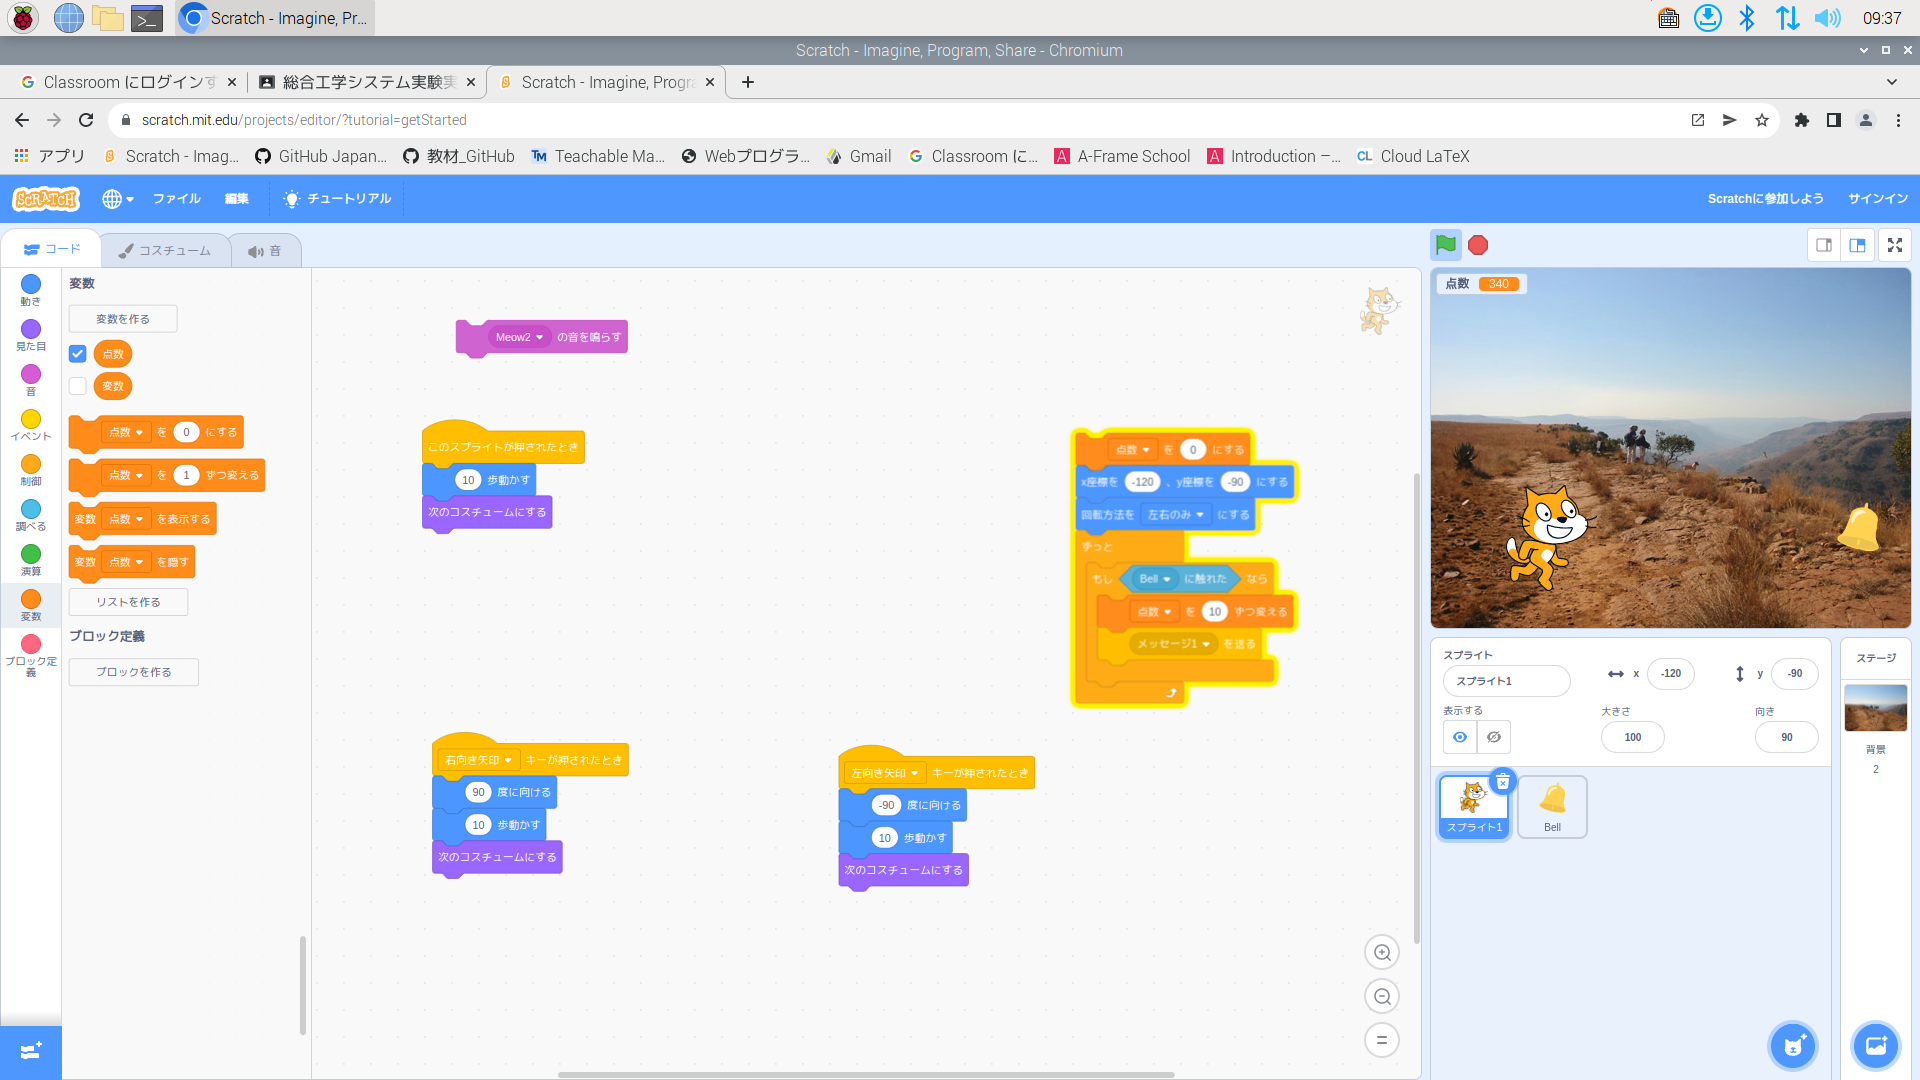 Scratch - Imagine, Pr...
09:37
Scratch - Imagine, Program, Share - Chromium
Classroom にログインす
総合工学システム実験実
Scratch - Imagine, Progra
scratch.mit.edu/projects/editor/?tutorial=getStarted
アプリ
Scratch - Imag...
GitHub Japan...
教材_GitHub
Teachable Ma...
Webプログラ...
Gmail
Classroom に...
A-Frame School
Introduction –...
Cloud LaTeX
SCRATCH
ファイル
編集
チュートリアル
Scratchに参加しよう
サインイン
コード
コスチューム
音
動き
見た目
音
イベント
制御
調べる
演算
変数
ブロック定
義
変数
変数を作る
点数
変数
点数 を 0 にする
点数 を 1 ずつ変える
変数 点数 を表示する
変数 点数 を隠す
リストを作る
ブロック定義
ブロックを作る
Meow2 の音を鳴らす
このスプライトが押されたとき
10 歩動かす
次のコスチュームにする
点数 を 0 にする
x座標を -120 、y座標を -90 にする
回転方法を 左右のみ にする
ずっと
もし Bell に触れた なら
点数 を 10 ずつ変える
メッセージ1 を送る
右向き矢印 キーが押されたとき
90 度に向ける
10 歩動かす
次のコスチュームにする
左向き矢印 キーが押されたとき
-90 度に向ける
10 歩動かす
次のコスチュームにする
点数 340
スプライト
スプライト1
x -120
y -90
表示する
大きさ
100
向き
90
スプライト1
Bell
ステージ
背景
2